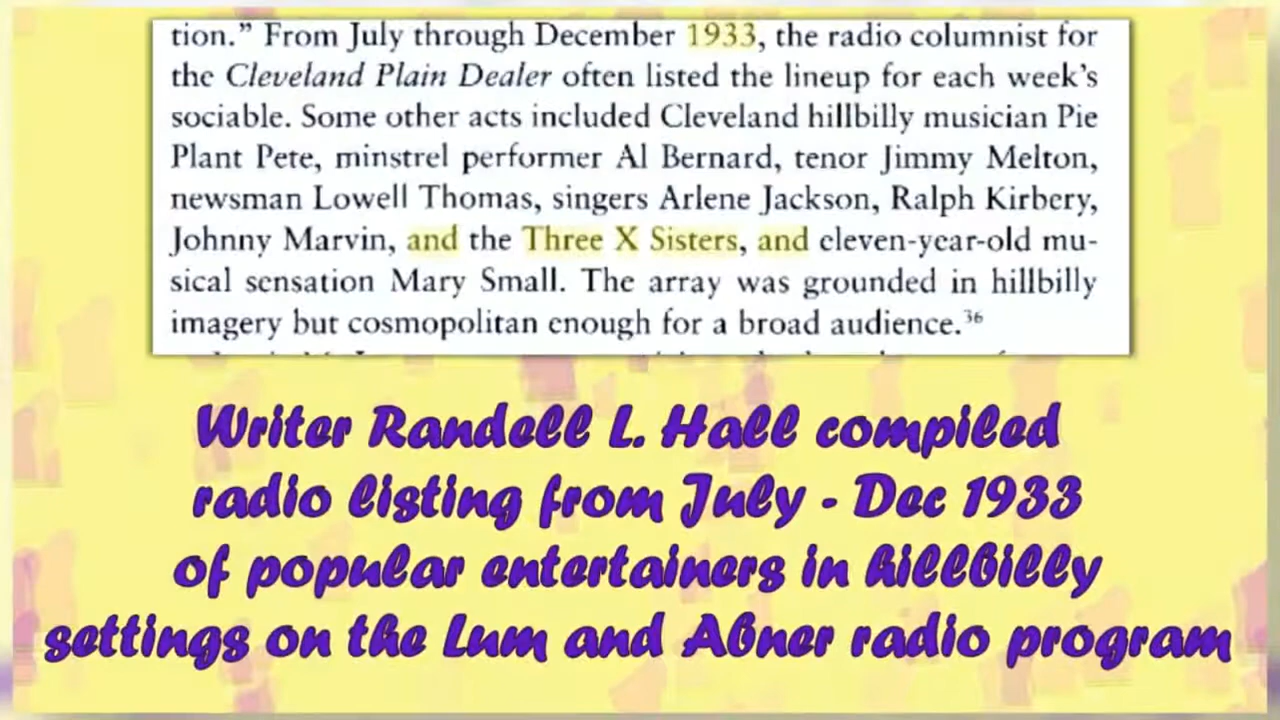 tion.” From July through December 1933, the radio columnist for
the Cleveland Plain Dealer often listed the lineup for each week’s
sociable. Some other acts included Cleveland hillbilly musician Pie
Plant Pete, minstrel performer Al Bernard, tenor Jimmy Melton,
newsman Lowell Thomas, singers Arlene Jackson, Ralph Kirbery,
Johnny Marvin, and the Three X Sisters, and eleven-year-old mu-
sical sensation Mary Small. The array was grounded in hillbilly
imagery but cosmopolitan enough for a broad audience.36
Writer Randell L. Hall compiled
radio listing from July - Dec 1933
of popular entertainers in hillbilly
settings on the Lum and Abner radio program